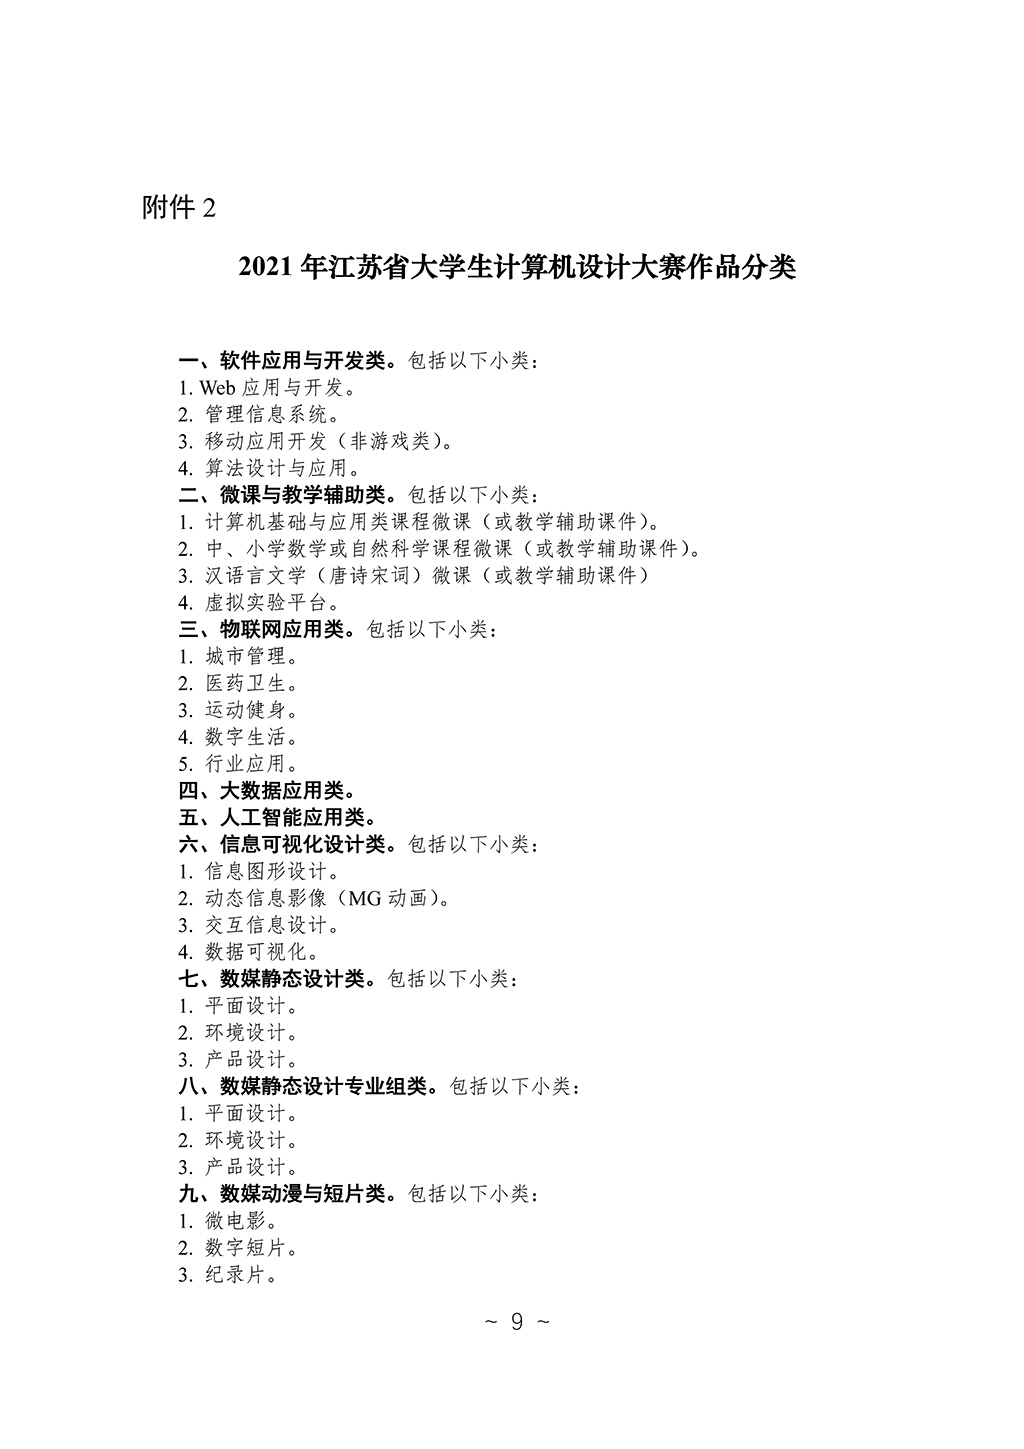 附件 2
2021 年江苏省大学生计算机设计大赛作品分类
一、软件应用与开发类。包括以下小类：
1. Web 应用与开发。
2. 管理信息系统。
3. 移动应用开发（非游戏类）。
4. 算法设计与应用。
二、微课与教学辅助类。包括以下小类：
1. 计算机基础与应用类课程微课（或教学辅助课件）。
2. 中、小学数学或自然科学课程微课（或教学辅助课件）。
3. 汉语言文学（唐诗宋词）微课（或教学辅助课件）
4. 虚拟实验平台。
三、物联网应用类。包括以下小类：
1. 城市管理。
2. 医药卫生。
3. 运动健身。
4. 数字生活。
5. 行业应用。
四、大数据应用类。
五、人工智能应用类。
六、信息可视化设计类。包括以下小类：
1. 信息图形设计。
2. 动态信息影像（MG 动画）。
3. 交互信息设计。
4. 数据可视化。
七、数媒静态设计类。包括以下小类：
1. 平面设计。
2. 环境设计。
3. 产品设计。
八、数媒静态设计专业组类。包括以下小类：
1. 平面设计。
2. 环境设计。
3. 产品设计。
九、数媒动漫与短片类。包括以下小类：
1. 微电影。
2. 数字短片。
3. 纪录片。
~ 9 ~